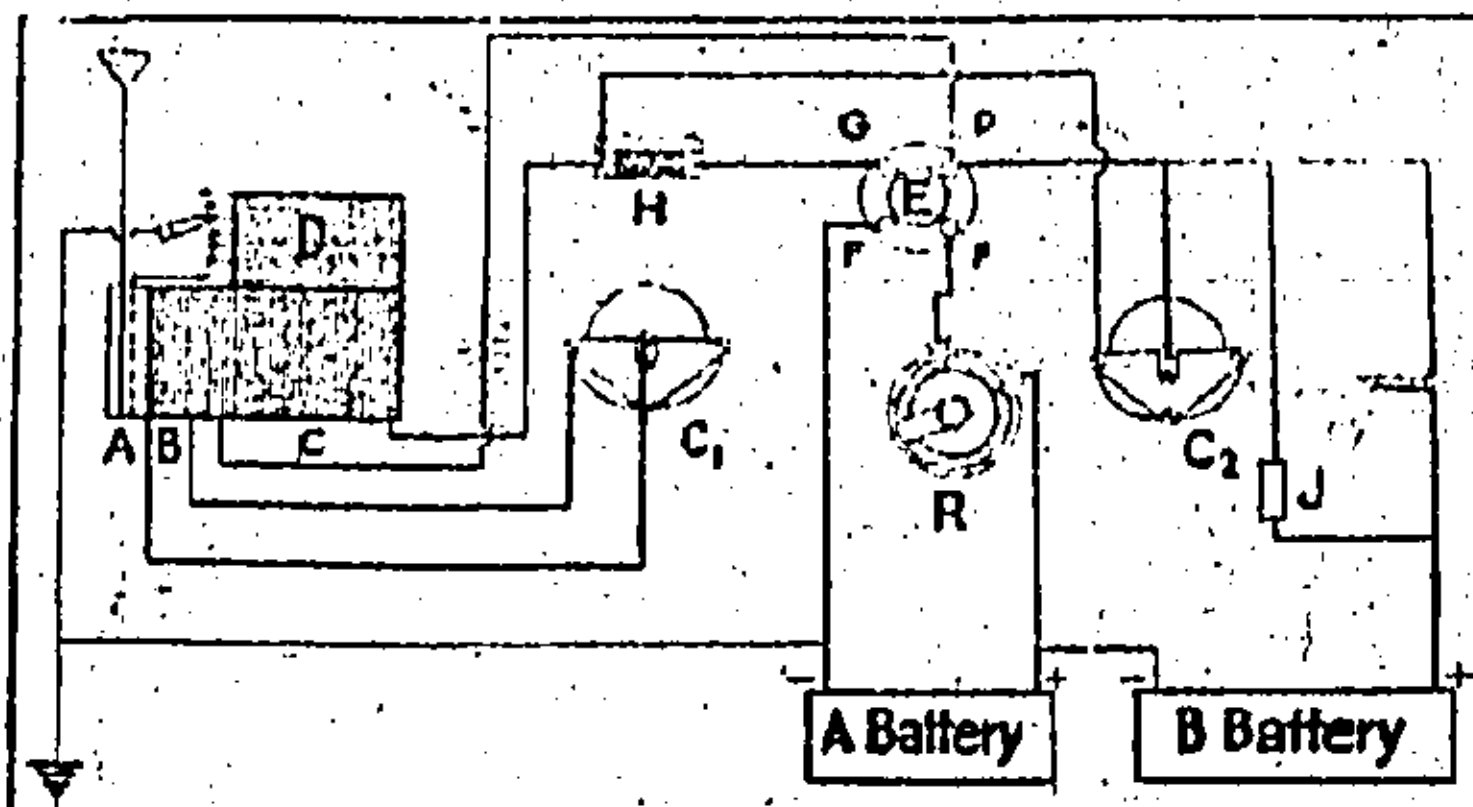 G P
E
H
D
F F
A B C
C₁
R
C₂
J
- + - +
A Battery
B Battery